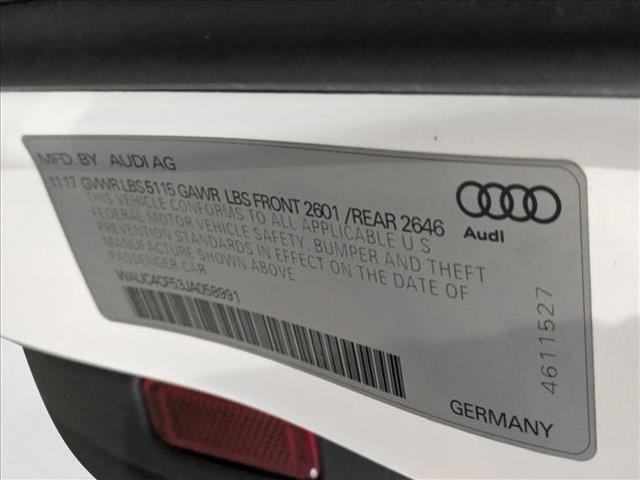 MFD. BY AUDI AG
1117 GVWR LBS 5115 GAWR LBS FRONT 2601 /REAR 2646
THIS VEHICLE CONFORMS TO ALL APPLICABLE U.S.
FEDERAL MOTOR VEHICLE SAFETY, BUMPER AND THEFT
PREVENTION STANDARDS IN EFFECT ON THE DATE OF
MANUFACTURE SHOWN ABOVE
PASSENGER CAR
WAUC4CF53JA058991
Audi
4611527
GERMANY